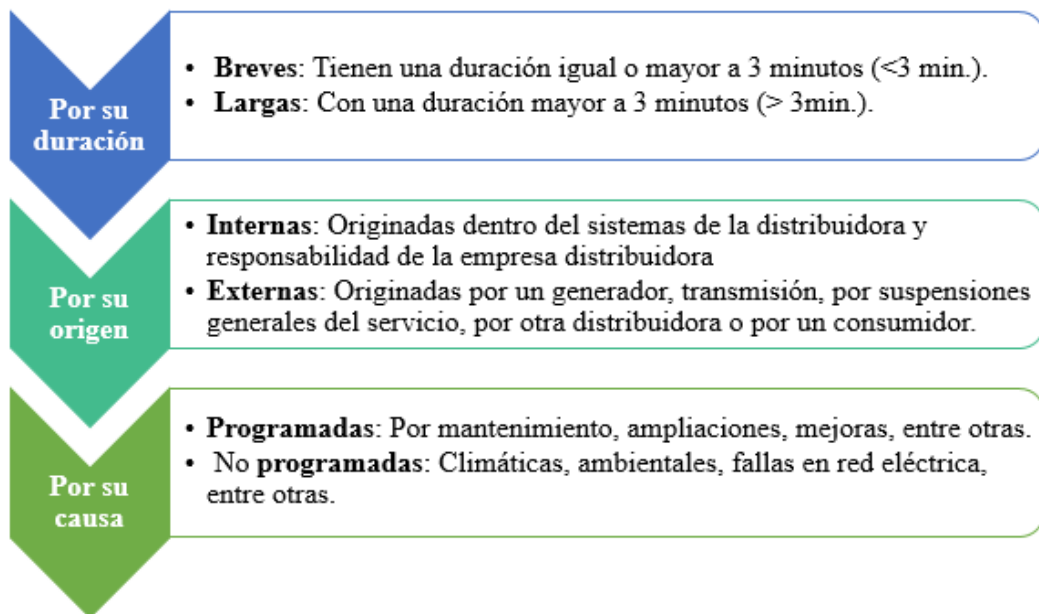 Por su
duración
• Breves: Tienen una duración igual o mayor a 3 minutos (<3 min.).
• Largas: Con una duración mayor a 3 minutos (> 3min.).
Por su
origen
• Internas: Originadas dentro del sistemas de la distribuidora y
responsabilidad de la empresa distribuidora
• Externas: Originadas por un generador, transmisión, por suspensiones
generales del servicio, por otra distribuidora o por un consumidor.
Por su
causa
• Programadas: Por mantenimiento, ampliaciones, mejoras, entre otras.
• No programadas: Climáticas, ambientales, fallas en red eléctrica,
entre otras.